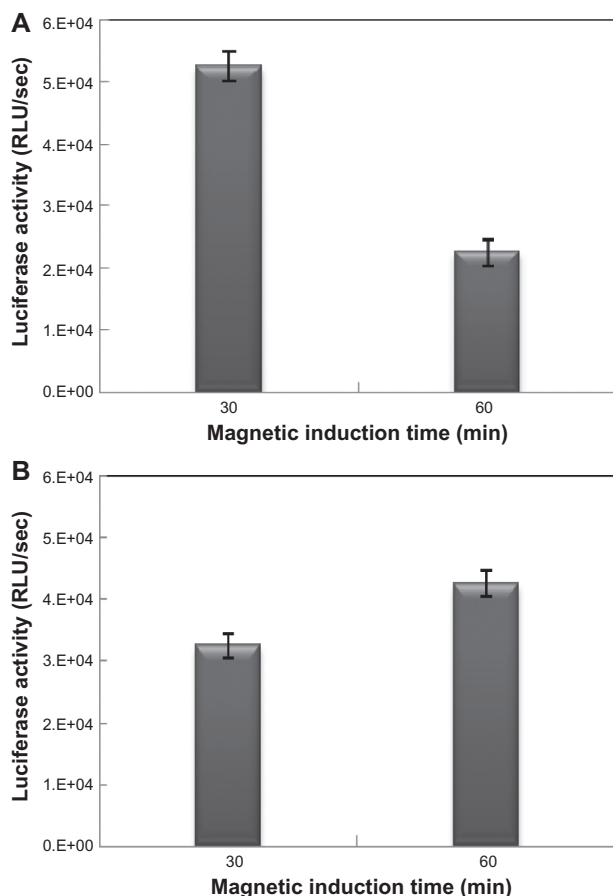 A
Luciferase activity (RLU/sec)
6.E+04
5.E+04
4.E+04
3.E+04
2.E+04
1.E+04
0.E+00
30
60
Magnetic induction time (min)
B
Luciferase activity (RLU/sec)
6.E+04
5.E+04
4.E+04
3.E+04
2.E+04
1.E+04
0.E+00
30
60
Magnetic induction time (min)